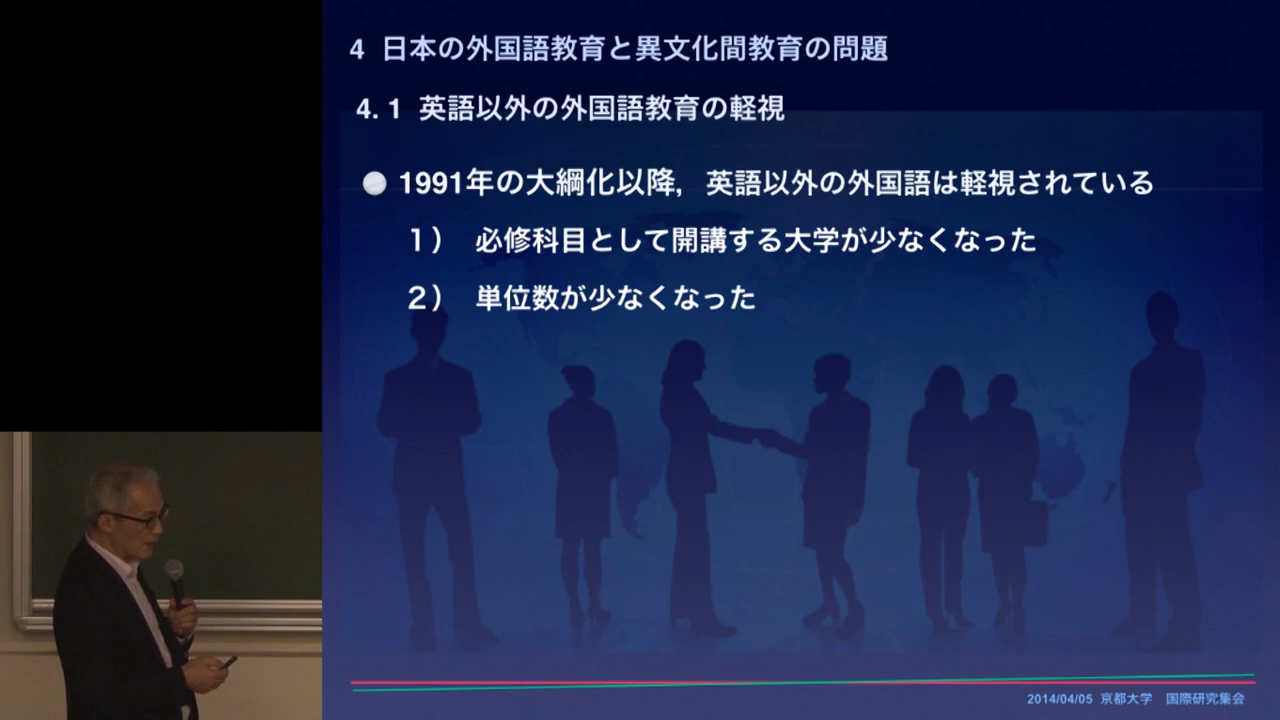 4 日本の外国語教育と異文化間教育の問題
4. 1 英語以外の外国語教育の軽視
1991年の大綱化以降，英語以外の外国語は軽視されている
１） 必修科目として開講する大学が少なくなった
２） 単位数が少なくなった
2014/04/05 京都大学 国際研究集会